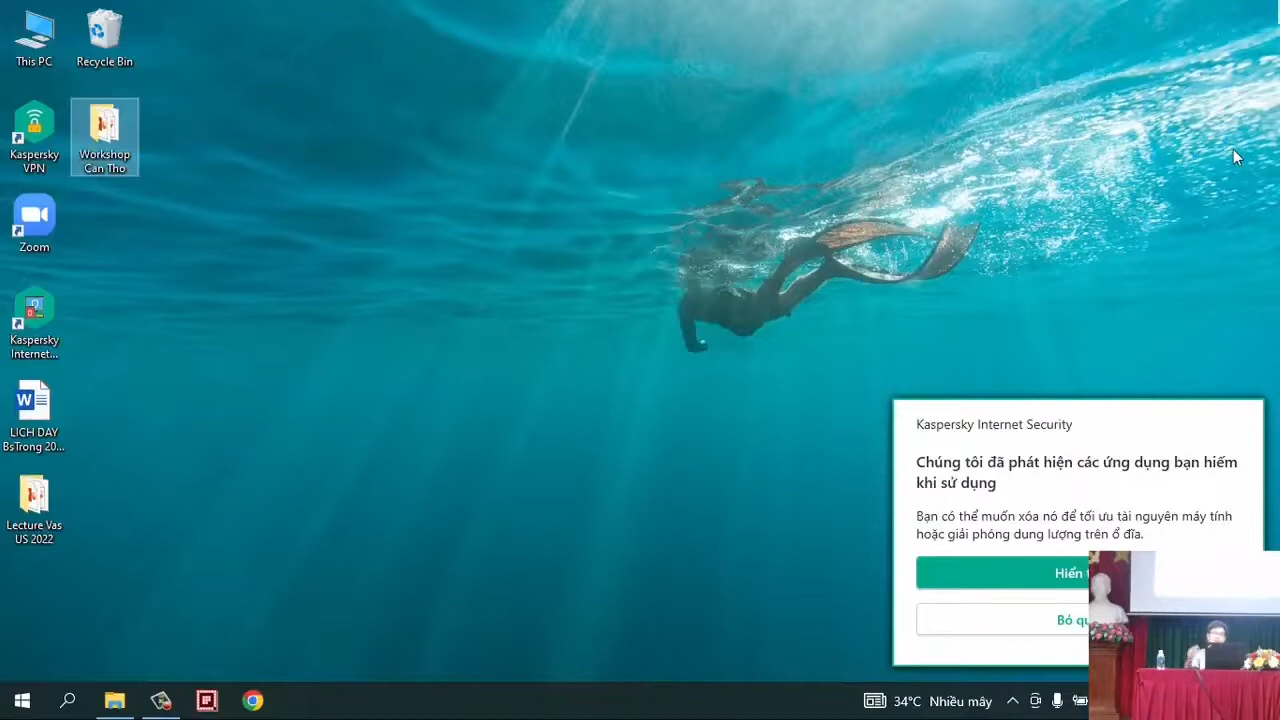 This PC
Recycle Bin
Kaspersky
VPN
Workshop
Can Tho
Zoom
Kaspersky
Internet...
LICH DAY
BsTrong 20...
Lecture Vas
US 2022
Kaspersky Internet Security
Chúng tôi đã phát hiện các ứng dụng bạn hiếm
khi sử dụng
Bạn có thể muốn xóa nó để tối ưu tài nguyên máy tính
hoặc giải phóng dung lượng trên ổ đĩa.
Hiển
Bỏ
34°C Nhiều mây